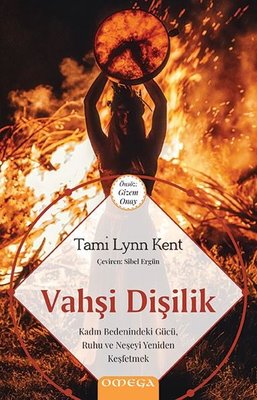 Önsöz:
Gizem
Onay
Tami Lynn Kent
Çeviren: Sibel Ergün
Vahşi Dişilik
Kadın Bedenindeki Gücü,
Ruhu ve Neşeyi Yeniden
Keşfetmek
OMEGA